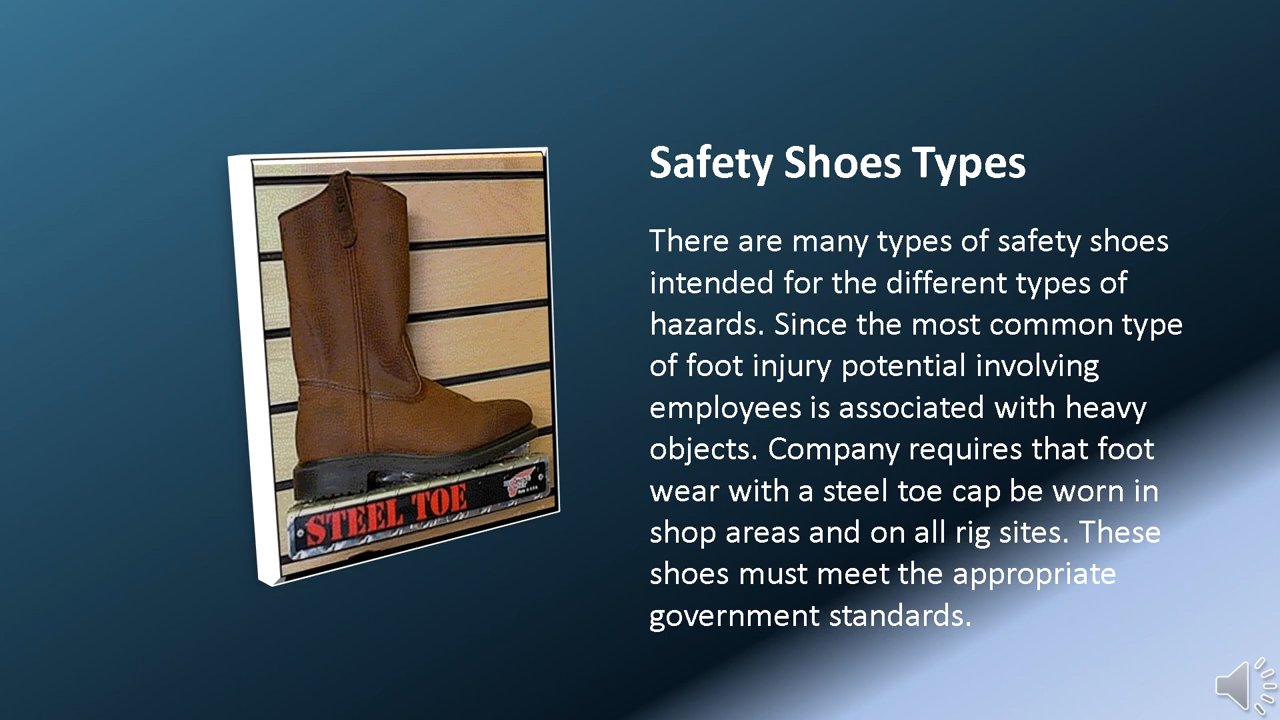 Safety Shoes Types
There are many types of safety shoes
intended for the different types of
hazards. Since the most common type
of foot injury potential involving
employees is associated with heavy
objects. Company requires that foot
wear with a steel toe cap be worn in
shop areas and on all rig sites. These
shoes must meet the appropriate
government standards.
STEEL TOE